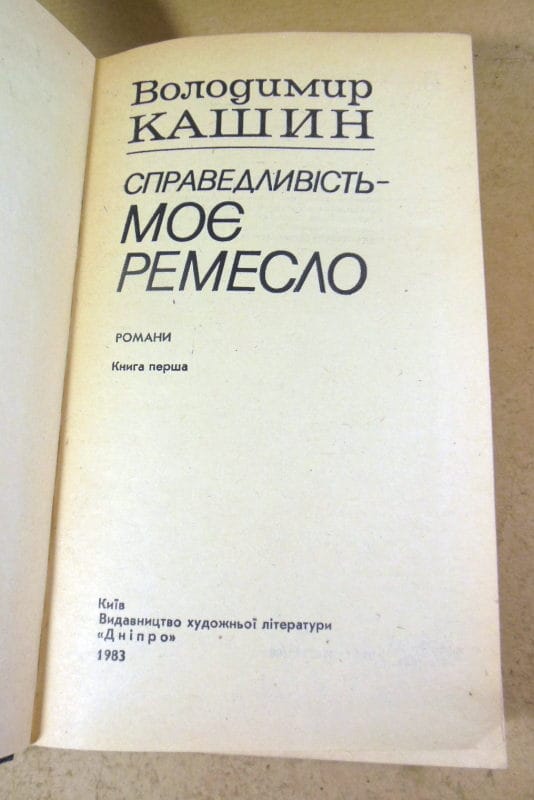 Володимир
КАШИН
СПРАВЕДЛИВІСТЬ-
МОЄ
РЕМЕСЛО
РОМАНИ
Книга перша
Київ
Видавництво художньої літератури
«Дніпро»
1983